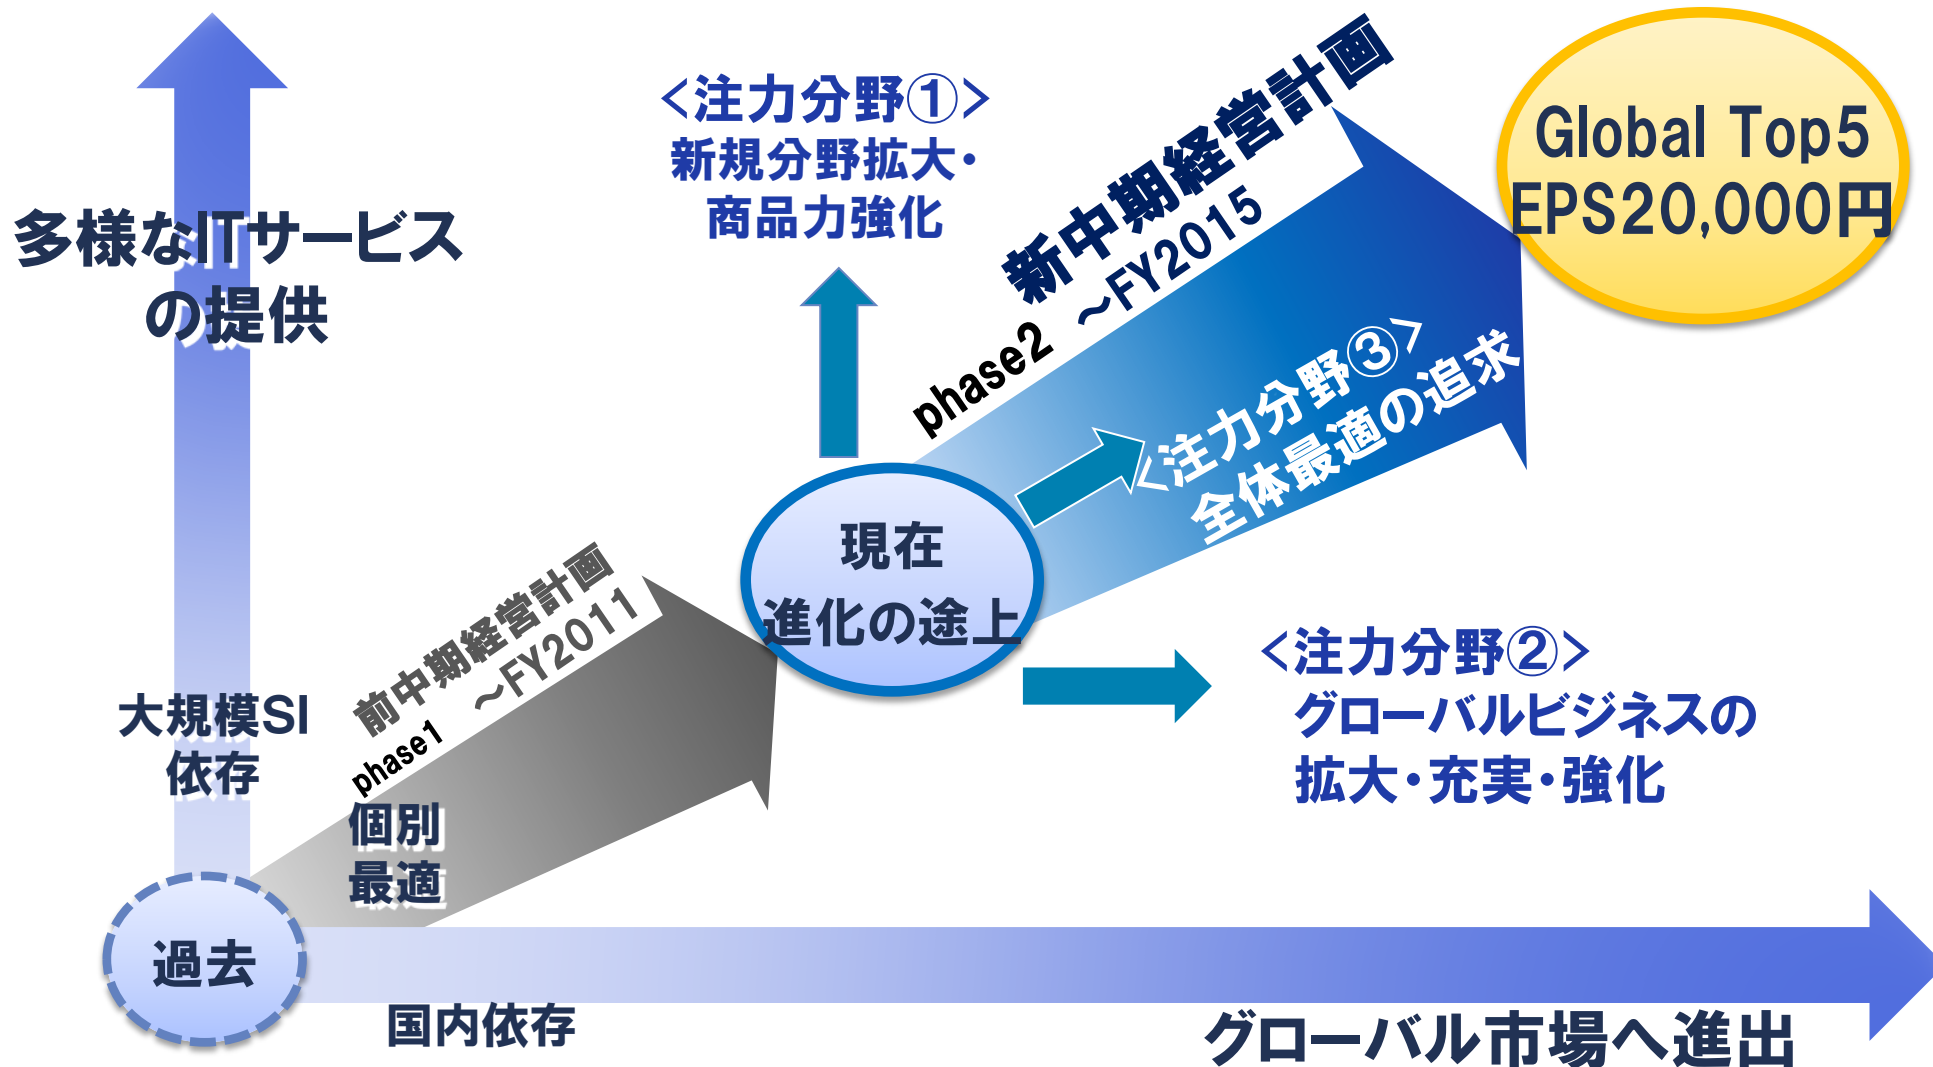 <注力分野①>
新規分野拡大・
商品力強化
新中期経営計画
～FY2015
phase2
Global Top5
EPS20,000円
多様なITサービス
の提供
<注力分野③>
全体最適の追求
現在
進化の途上
前中期経営計画
～FY2011
phase1
<注力分野②>
グローバルビジネスの
拡大・充実・強化
大規模SI
依存
個別
最適
過去
国内依存
グローバル市場へ進出